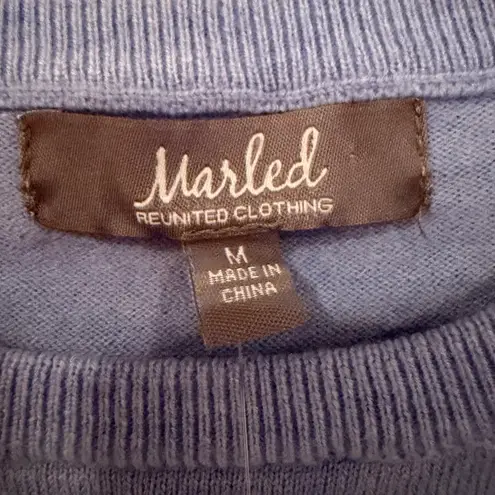 Marled
REUNITED CLOTHING
M
MADE IN
CHINA